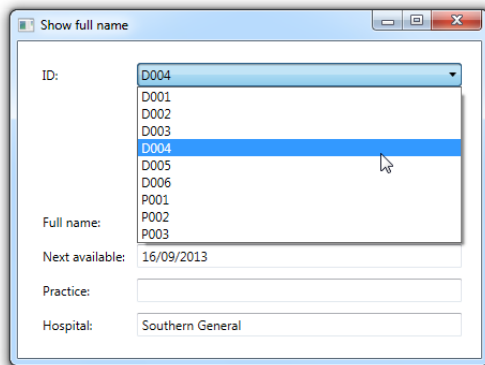 Show full name
ID: D004
D001
D002
D003
D004
D005
D006
P001
P002
P003
Full name:
Next available: 16/09/2013
Practice:
Hospital: Southern General